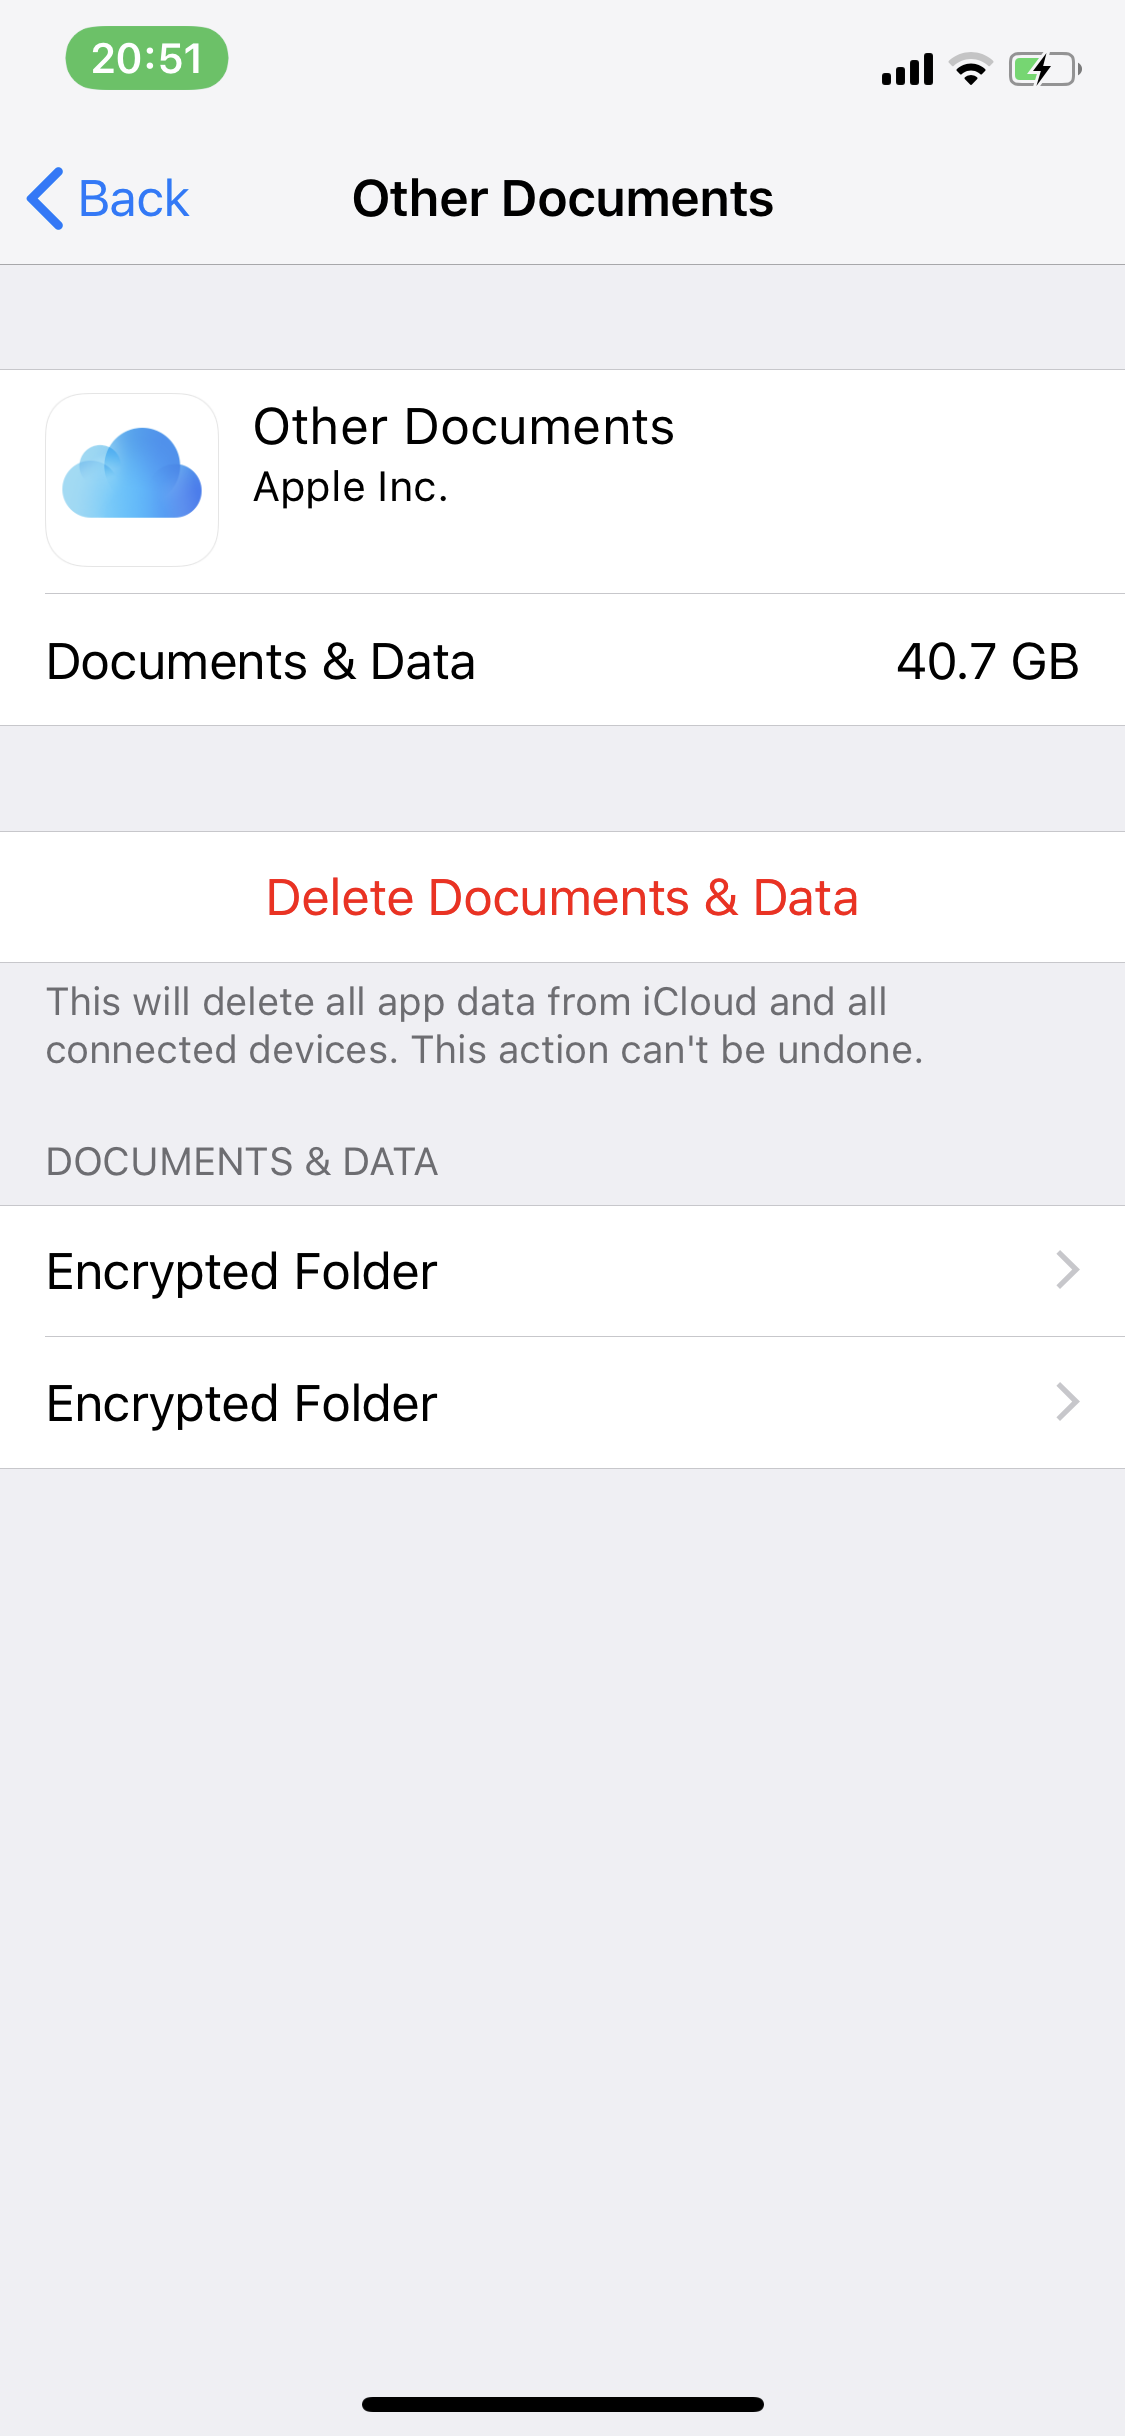 20:51
Back
Other Documents
Other Documents
Apple Inc.
Documents & Data 40.7 GB
Delete Documents & Data
This will delete all app data from iCloud and all
connected devices. This action can't be undone.
DOCUMENTS & DATA
Encrypted Folder
Encrypted Folder